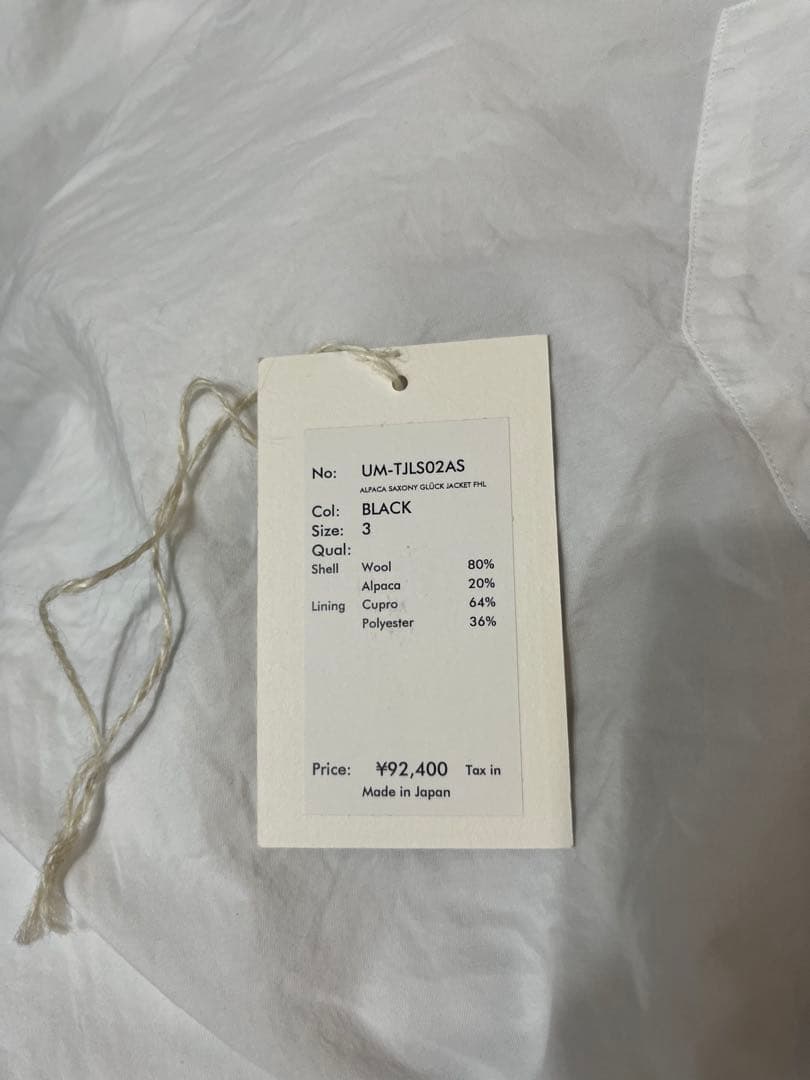 No: UM-TJLS02AS
ALPACA SAXONY GLÜCK JACKET FHL
Col: BLACK
Size: 3
Qual:
Shell Wool 80%
Alpaca 20%
Lining Cupro 64%
Polyester 36%
Price: ¥92,400 Tax in
Made in Japan